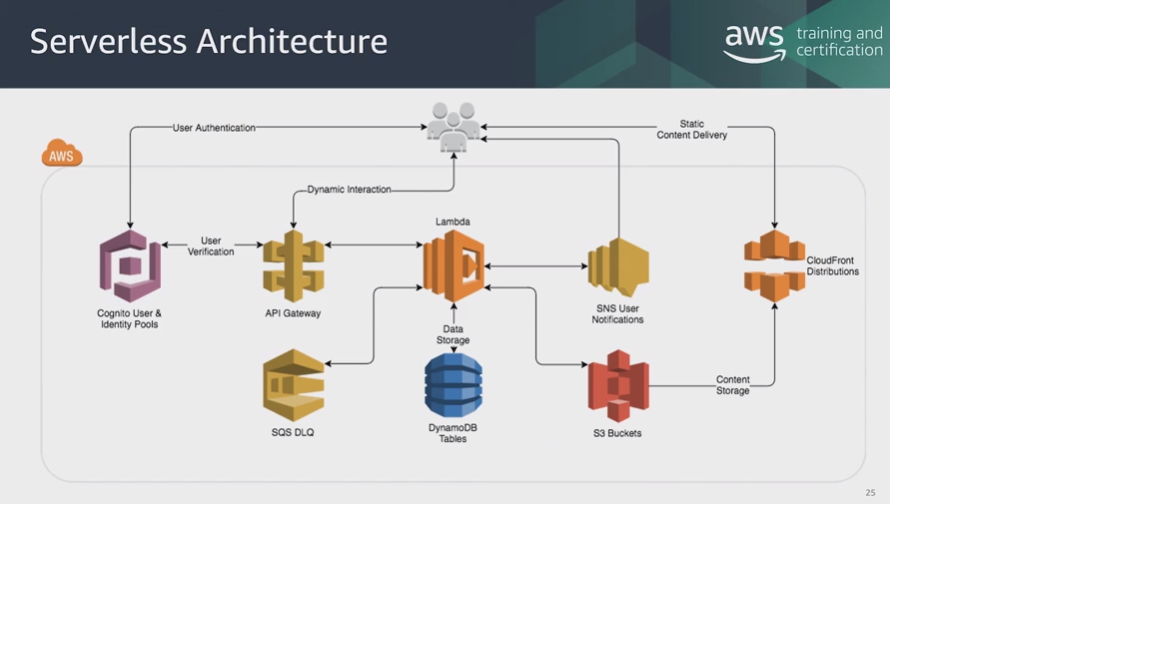 Serverless Architecture
aws
training and
certification
User Authentication
Static
Content Delivery
AWS
Dynamic Interaction
Lambda
User
Verification
CloudFront
Distributions
Cognito User &
Identity Pools
API Gateway
SNS User
Notifications
Data
Storage
Content
Storage
SQS DLQ
DynamoDB
Tables
S3 Buckets
25